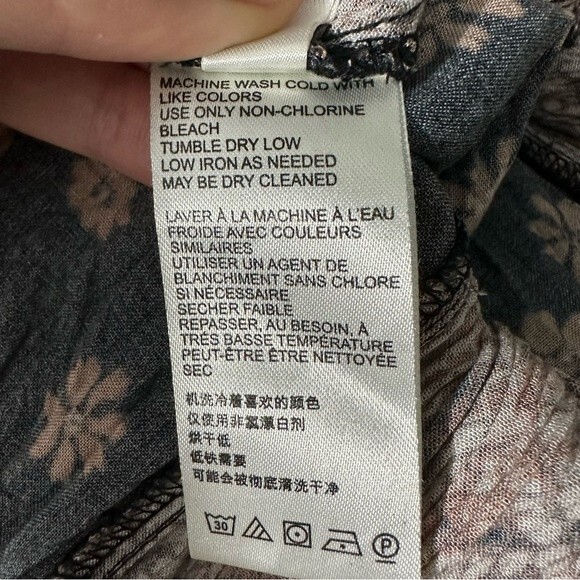 MACHINE WASH COLD WITH
LIKE COLORS
USE ONLY NON-CHLORINE
BLEACH
TUMBLE DRY LOW
LOW IRON AS NEEDED
MAY BE DRY CLEANED
LAVER À LA MACHINE À L'EAU
FROIDE AVEC COULEURS
SIMILAIRES
UTILISER UN AGENT DE
BLANCHIMENT SANS CHLORE
SI NÉCESSAIRE
SECHER FAIBLE
REPASSER, AU BESOIN, À
TRÈS BASSE TEMPÉRATURE
PEUT-ÊTRE ÊTRE NETTOYÉE
SEC
机洗冷着喜欢的颜色
仅使用非氯漂白剂
烘干低
低铁需要
可能会被彻底清洗干净
30 P